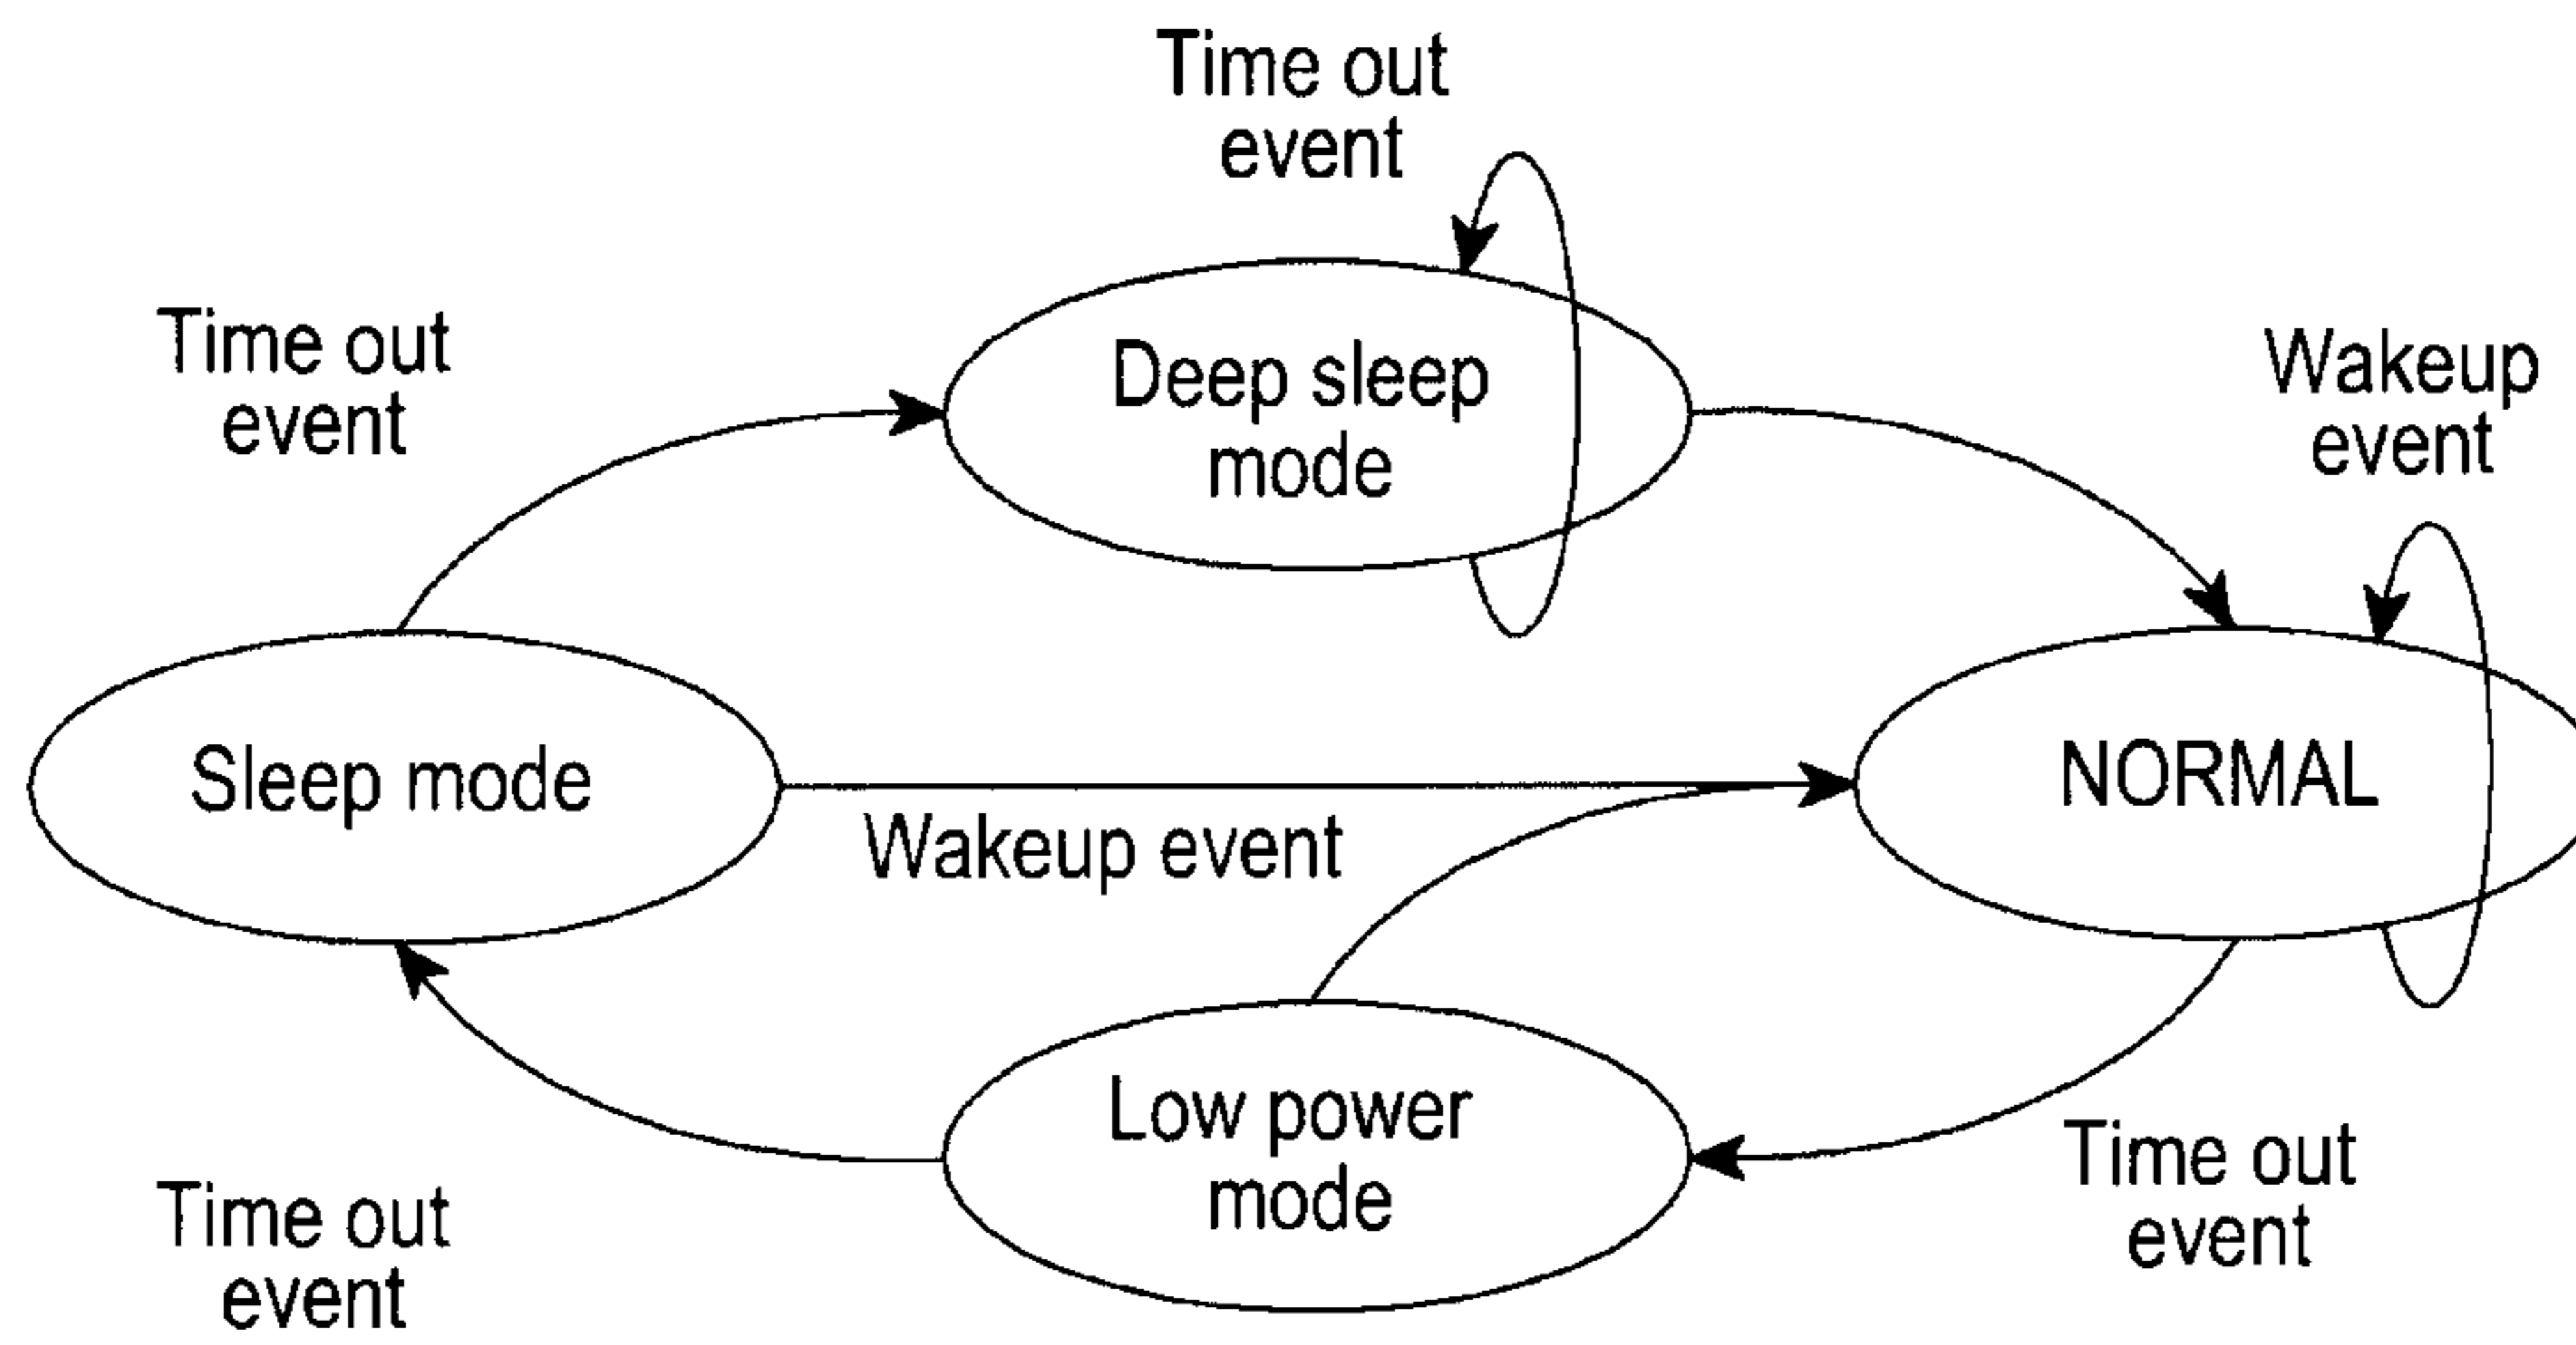 Time out
event
Time out
event
Deep sleep
mode
Wakeup
event
Sleep mode
NORMAL
Wakeup event
Low power
mode
Time out
event
Time out
event